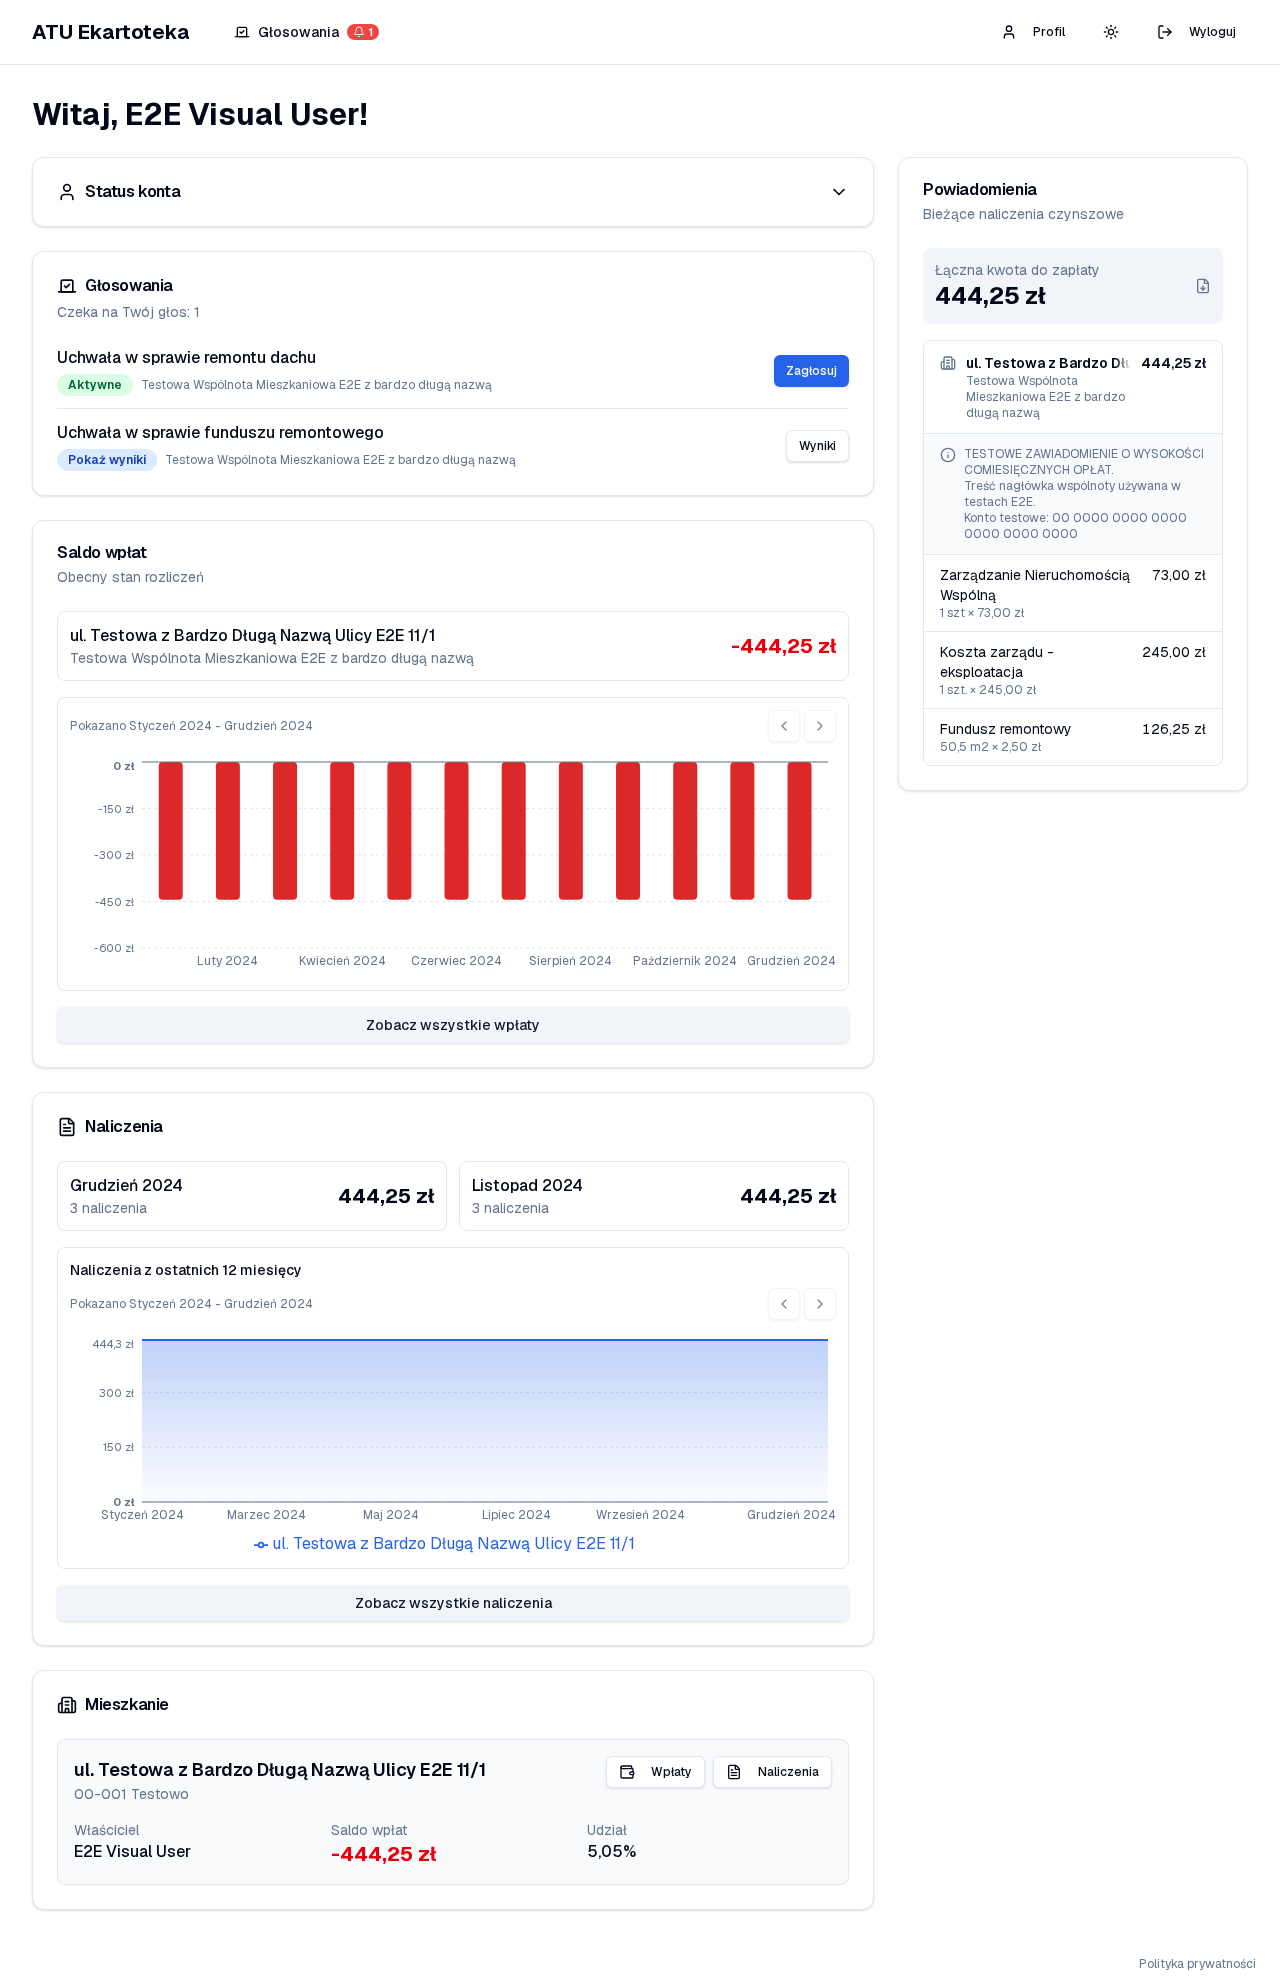 ATU Ekartoteka
Głosowania
1
Profil
Wyloguj
Witaj, E2E Visual User!
Status konta
Głosowania
Czeka na Twój głos: 1
Uchwała w sprawie remontu dachu
Aktywne Testowa Wspólnota Mieszkaniowa E2E z bardzo długą nazwą
Zagłosuj
Uchwała w sprawie funduszu remontowego
Pokaż wyniki Testowa Wspólnota Mieszkaniowa E2E z bardzo długą nazwą
Wyniki
Saldo wpłat
Obecny stan rozliczeń
ul. Testowa z Bardzo Długą Nazwą Ulicy E2E 11/1
Testowa Wspólnota Mieszkaniowa E2E z bardzo długą nazwą
-444,25 zł
Pokazano Styczeń 2024 - Grudzień 2024
0 zł
-150 zł
-300 zł
-450 zł
-600 zł
Luty 2024 Kwiecień 2024 Czerwiec 2024 Sierpień 2024 Październik 2024 Grudzień 2024
Zobacz wszystkie wpłaty
Naliczenia
Grudzień 2024
3 naliczenia
444,25 zł
Listopad 2024
3 naliczenia
444,25 zł
Naliczenia z ostatnich 12 miesięcy
Pokazano Styczeń 2024 - Grudzień 2024
444,3 zł
300 zł
150 zł
0 zł
Styczeń 2024 Marzec 2024 Maj 2024 Lipiec 2024 Wrzesień 2024 Grudzień 2024
ul. Testowa z Bardzo Długą Nazwą Ulicy E2E 11/1
Zobacz wszystkie naliczenia
Mieszkanie
ul. Testowa z Bardzo Długą Nazwą Ulicy E2E 11/1
00-001 Testowo
Wpłaty
Naliczenia
Właściciel
E2E Visual User
Saldo wpłat
-444,25 zł
Udział
5,05%
Powiadomienia
Bieżące naliczenia czynszowe
Łączna kwota do zapłaty
444,25 zł
ul. Testowa z Bardzo Dłu 444,25 zł
Testowa Wspólnota
Mieszkaniowa E2E z bardzo
długą nazwą
TESTOWE ZAWIADOMIENIE O WYSOKOŚCI
COMIESIĘCZNYCH OPŁAT.
Treść nagłówka wspólnoty używana w
testach E2E.
Konto testowe: 00 0000 0000 0000
0000 0000 0000
Zarządzanie Nieruchomością 73,00 zł
Wspólną
1 szt × 73,00 zł
Koszta zarządu - 245,00 zł
eksploatacja
1 szt. × 245,00 zł
Fundusz remontowy 126,25 zł
50,5 m2 × 2,50 zł
Polityka prywatności